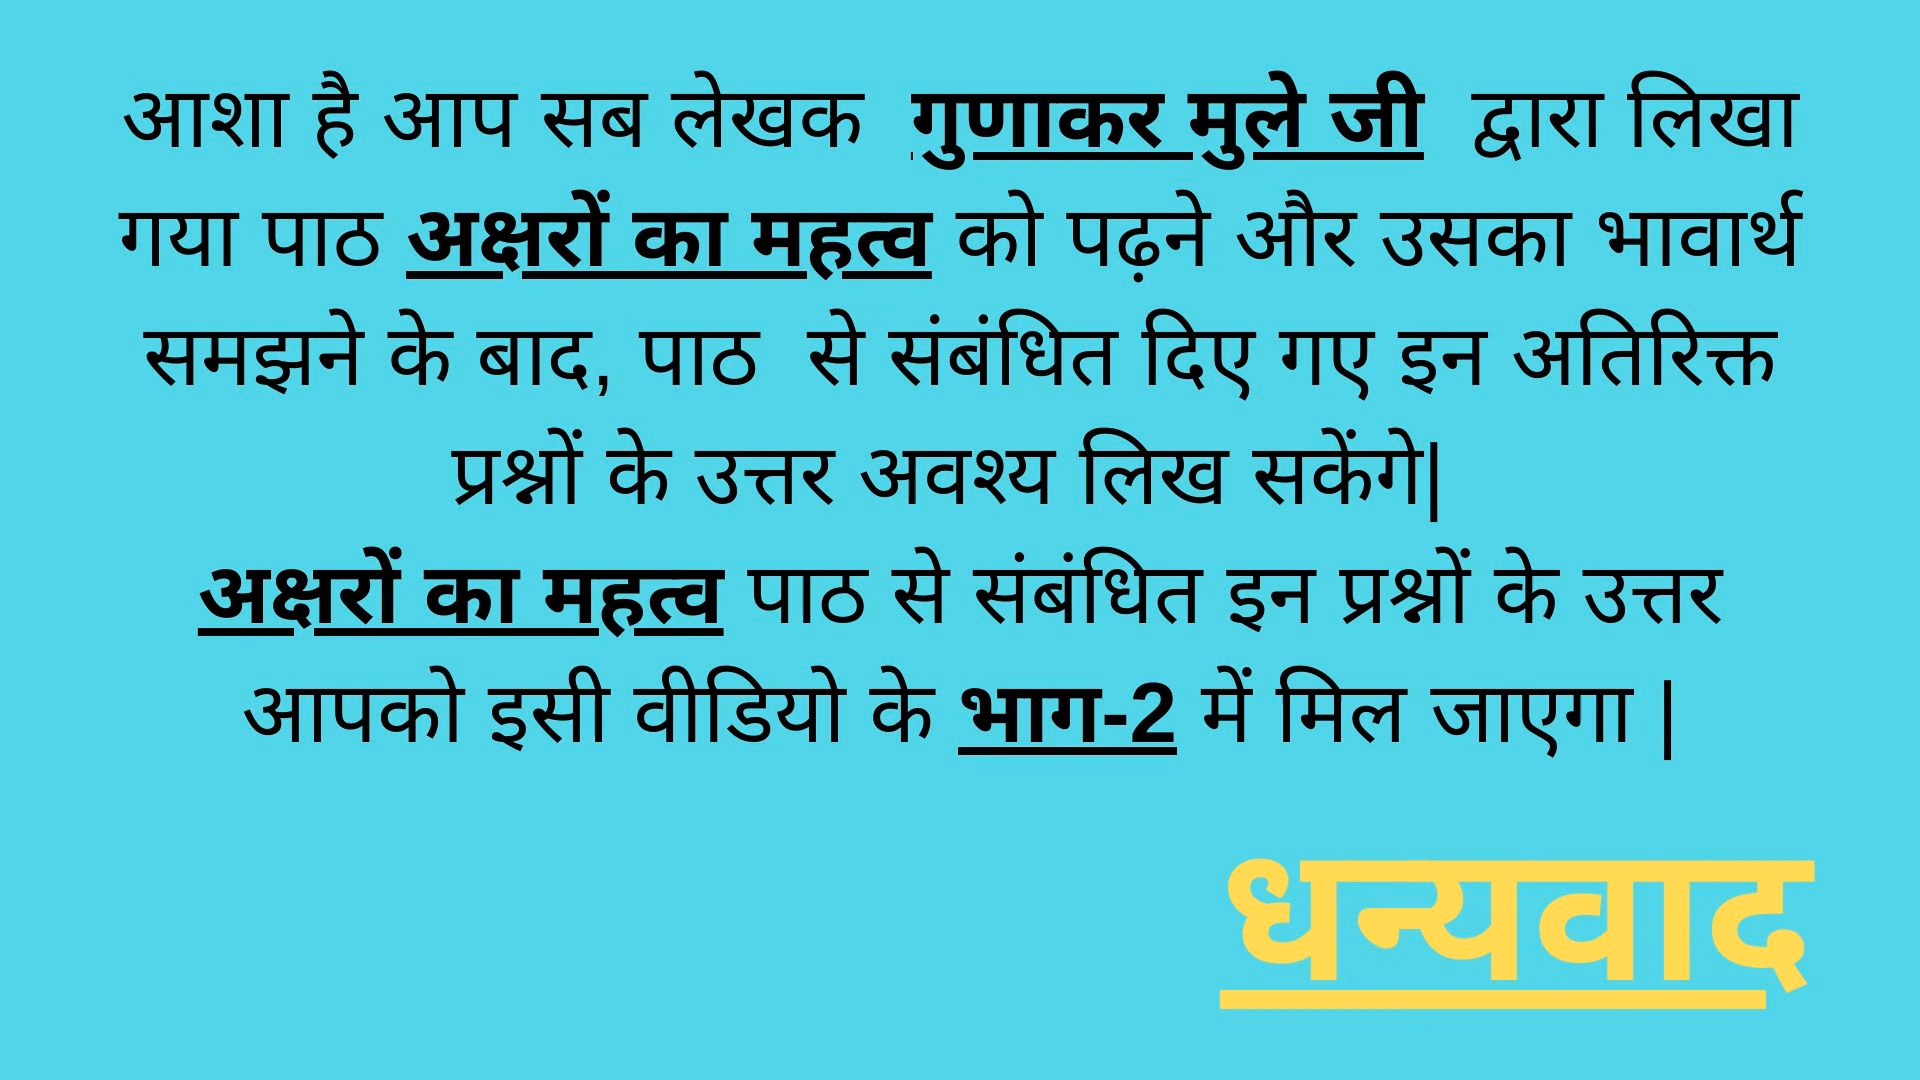 आशा है आप सब लेखक गुणाकर मुले जी द्वारा लिखा
गया पाठ अक्षरों का महत्व को पढ़ने और उसका भावार्थ
समझने के बाद, पाठ से संबंधित दिए गए इन अतिरिक्त
प्रश्नों के उत्तर अवश्य लिख सकेंगे|
अक्षरों का महत्व पाठ से संबंधित इन प्रश्नों के उत्तर
आपको इसी वीडियो के भाग-2 में मिल जाएगा |
धन्यवाद